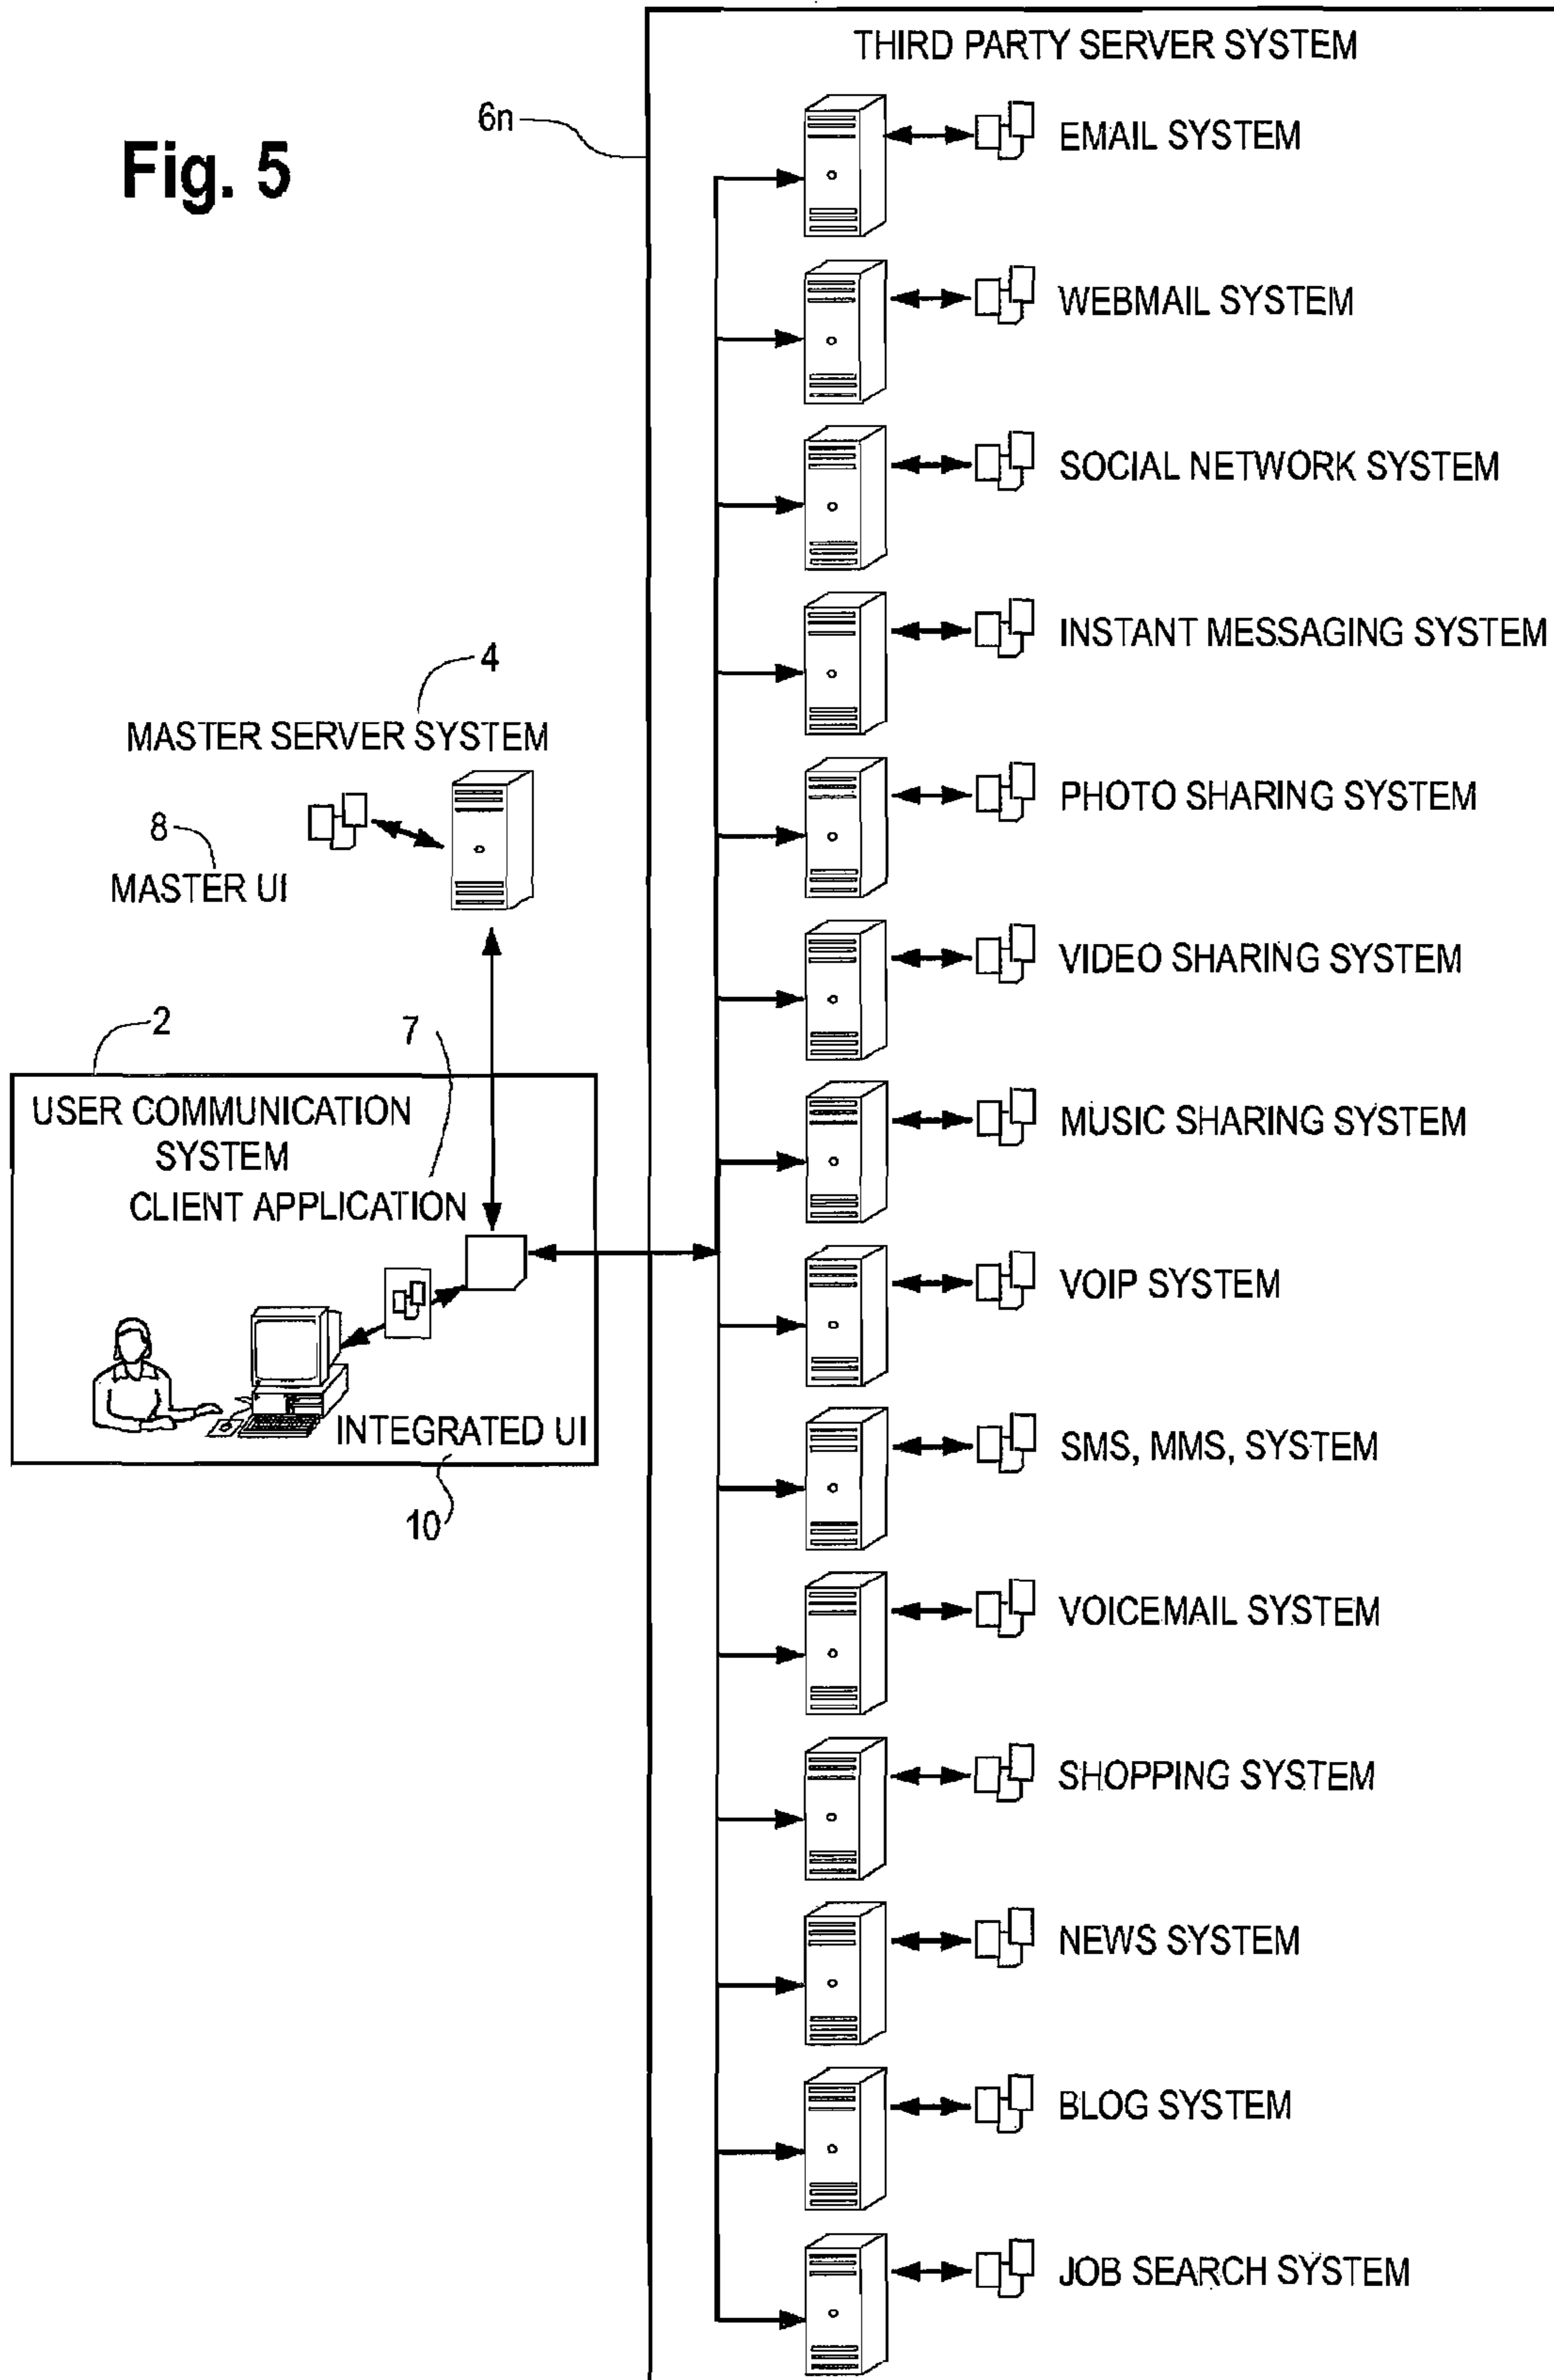 Fig. 5
THIRD PARTY SERVER SYSTEM
6n
EMAIL SYSTEM
WEBMAIL SYSTEM
SOCIAL NETWORK SYSTEM
INSTANT MESSAGING SYSTEM
4
MASTER SERVER SYSTEM
8
MASTER UI
PHOTO SHARING SYSTEM
VIDEO SHARING SYSTEM
2
7
USER COMMUNICATION
SYSTEM
CLIENT APPLICATION
INTEGRATED UI
10
MUSIC SHARING SYSTEM
VOIP SYSTEM
SMS, MMS, SYSTEM
VOICEMAIL SYSTEM
SHOPPING SYSTEM
NEWS SYSTEM
BLOG SYSTEM
JOB SEARCH SYSTEM